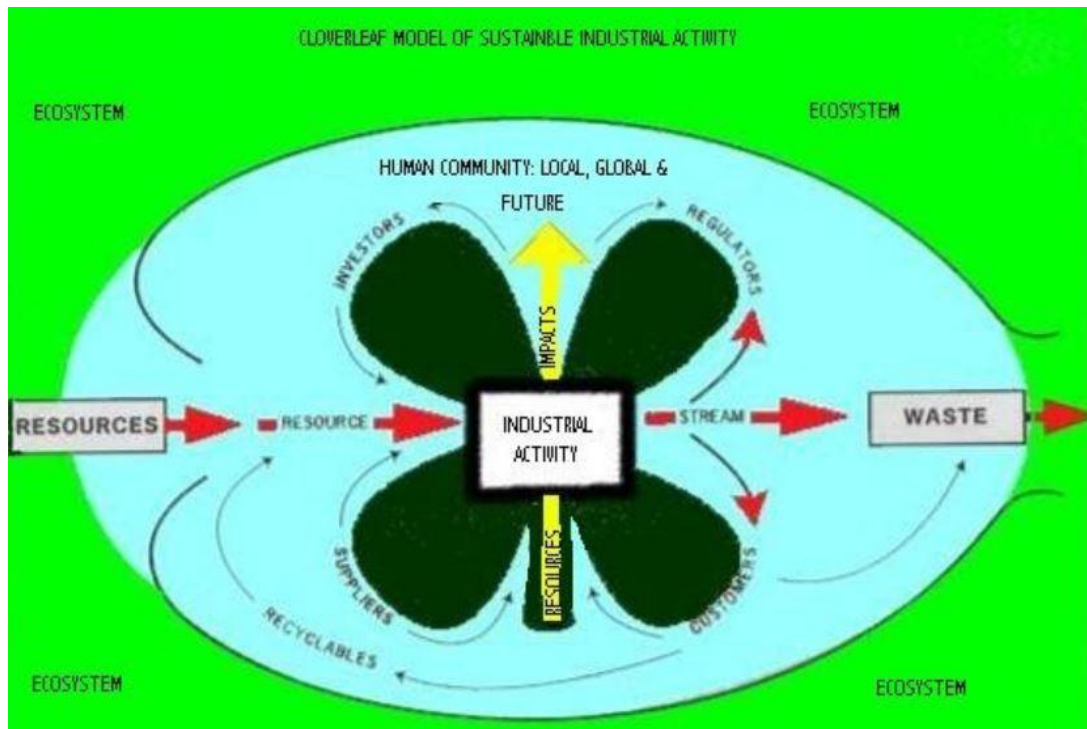 CLOVERLEAF MODEL OF SUSTAINBLE INDUSTRIAL ACTIVITY
ECOSYSTEM
ECOSYSTEM
HUMAN COMMUNITY: LOCAL, GLOBAL &
FUTURE
INVESTORS
REGULATORS
IMPACTS
RESOURCES
RESOURCE
INDUSTRIAL
ACTIVITY
STREAM
WASTE
SUPPLIERS
RESOURCES
CUSTOMERS
RECYCLABLES
ECOSYSTEM
ECOSYSTEM